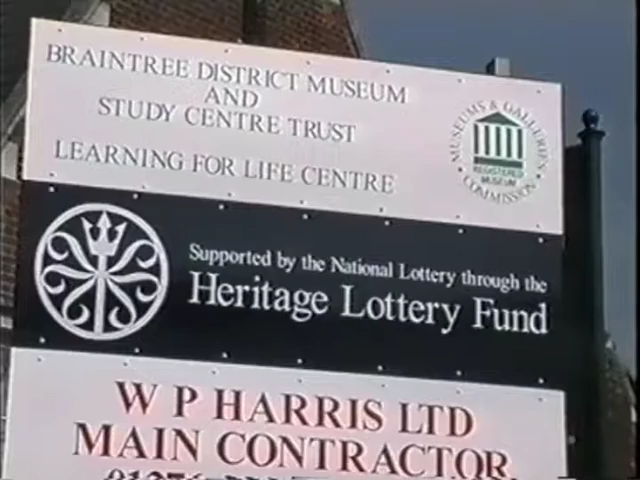 BRAINTREE DISTRICT MUSEUM
AND
STUDY CENTRE TRUST
LEARNING FOR LIFE CENTRE
MUSEUMS & GALLERIES
REGISTERED
MUSEUM
COMMISSION
Supported by the National Lottery through the
Heritage Lottery Fund
W P HARRIS LTD
MAIN CONTRACTOR